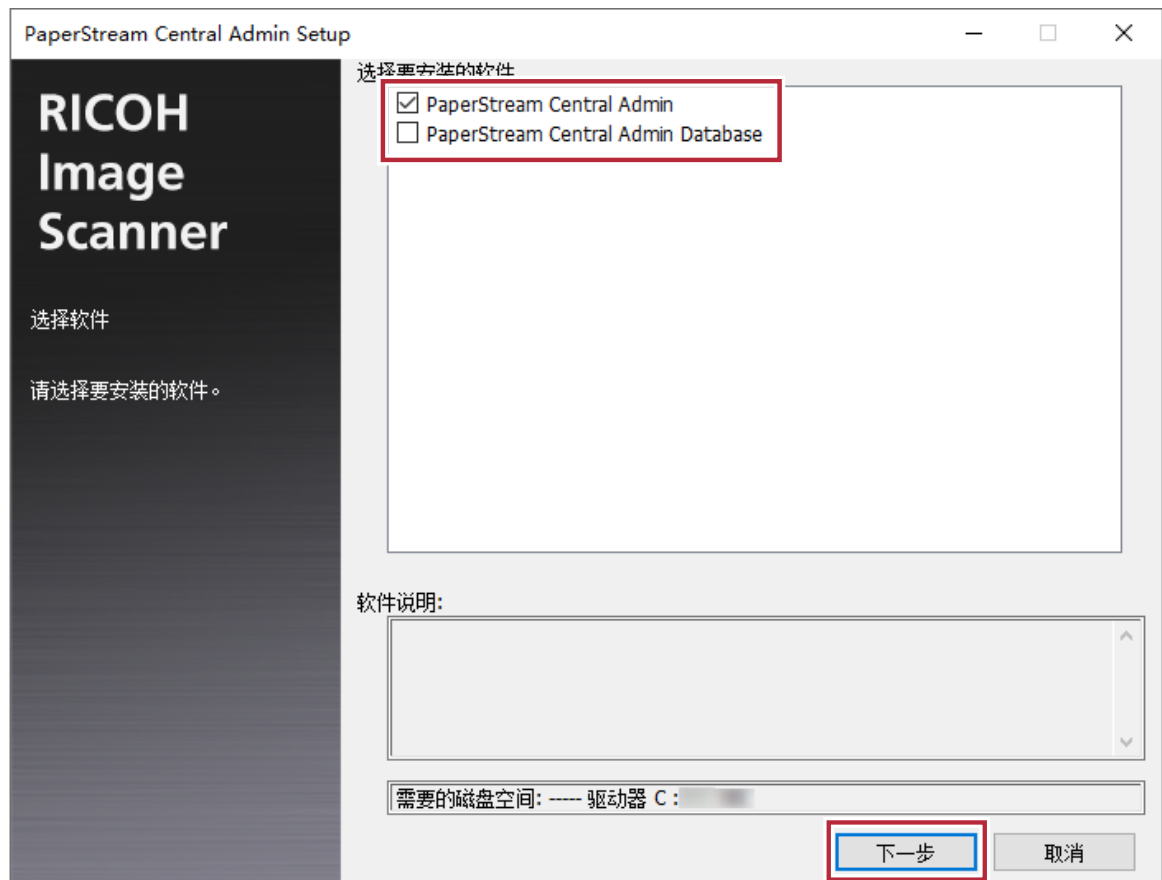 PaperStream Central Admin Setup
RICOH
Image
Scanner
选择软件
请选择要安装的软件。
选择要安装的软件
PaperStream Central Admin
PaperStream Central Admin Database
软件说明:
需要的磁盘空间: ----- 驱动器 C :
下一步
取消